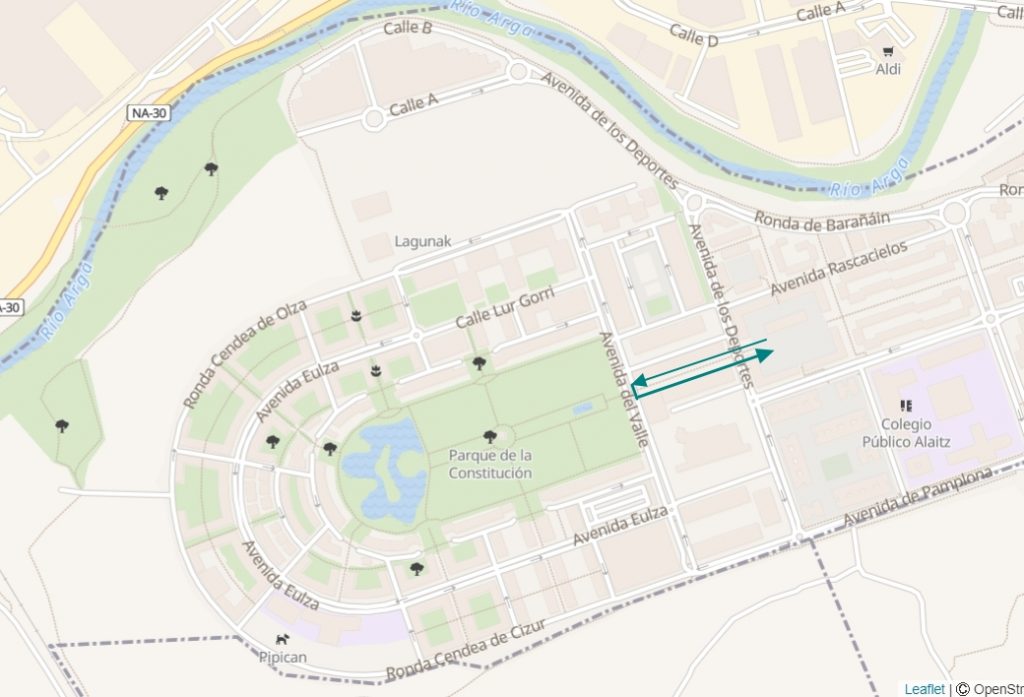 Río Arga
Calle A
Call
Calle B
Calle D
Aldi
NA-30
Calle A
Avenida de los Deportes
Río Arga
Ron
Ronda de Barañáin
Lagunak
Avenida Rascacielos
Avenida de los Deportes
Río Arga
A-30
Calle Lur Gorri
Ronda Cendea de Olza
Avenida Eulza
Avenida del Valle
Colegio
Público Alaitz
Parque de la
Constitución
Avenida de Pamplona
Avenida Eulza
Avenida Eulza
Pipican
Ronda Cendea de Cizur
Leaflet | © OpenStr